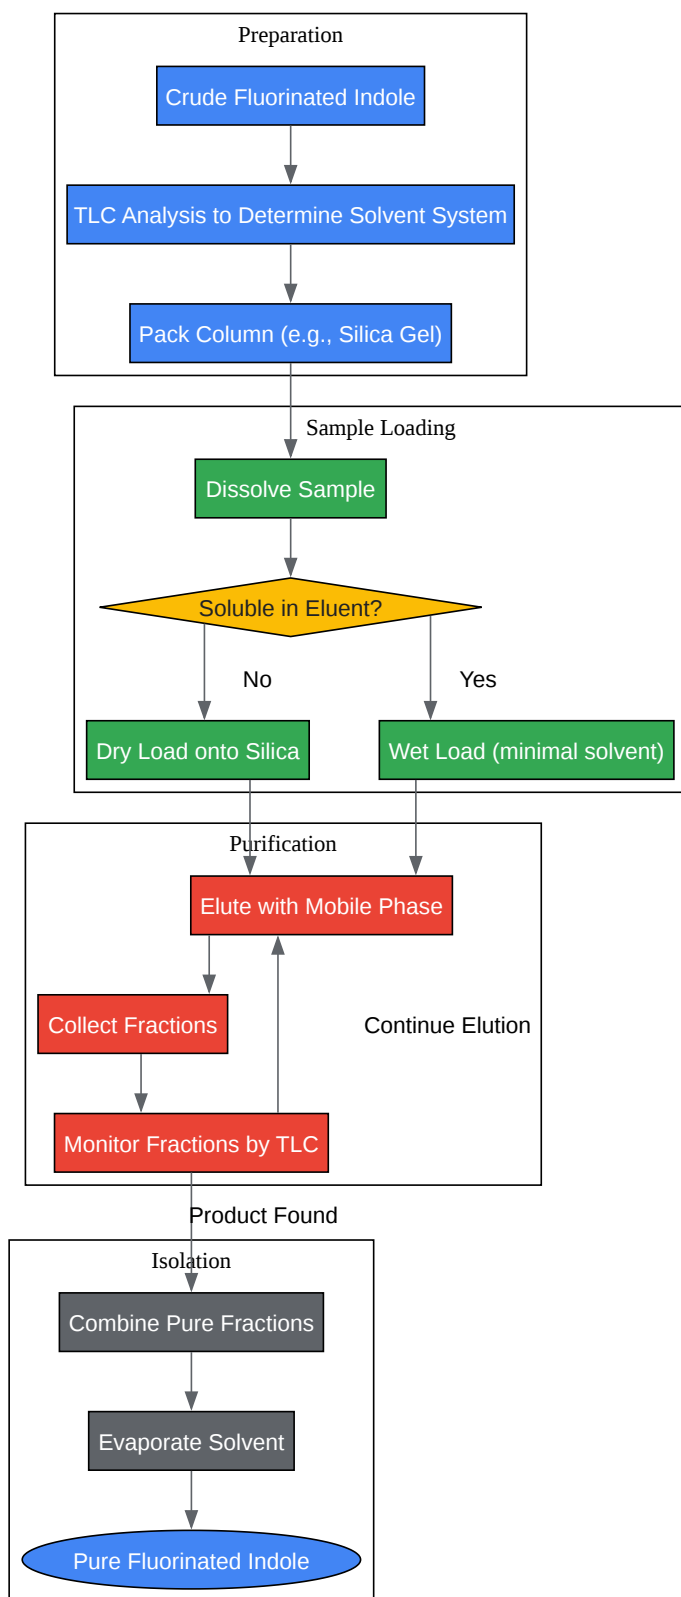 Preparation
Crude Fluorinated Indole
TLC Analysis to Determine Solvent System
Pack Column (e.g., Silica Gel)
Sample Loading
Dissolve Sample
Soluble in Eluent?
No
Yes
Dry Load onto Silica
Wet Load (minimal solvent)
Purification
Elute with Mobile Phase
Collect Fractions
Continue Elution
Monitor Fractions by TLC
Product Found
Isolation
Combine Pure Fractions
Evaporate Solvent
Pure Fluorinated Indole